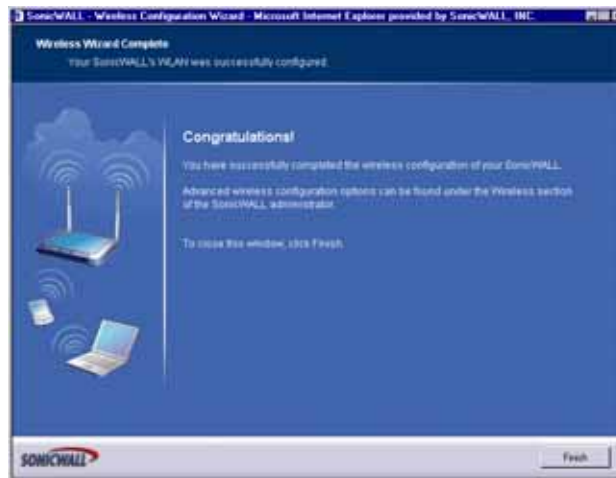 SonicWALL - Wireless Configuration Wizard - Microsoft Internet Explorer provided by SonicWALL, INC.
Wireless Wizard Complete
Your SonicWALL's WLAN was successfully configured.
Congratulations!
You have successfully completed the wireless configuration of your SonicWALL.
Advanced wireless configuration options can be found under the Wireless section
of the SonicWALL administrator.
To close this window, click Finish.
SONICWALL
Finish